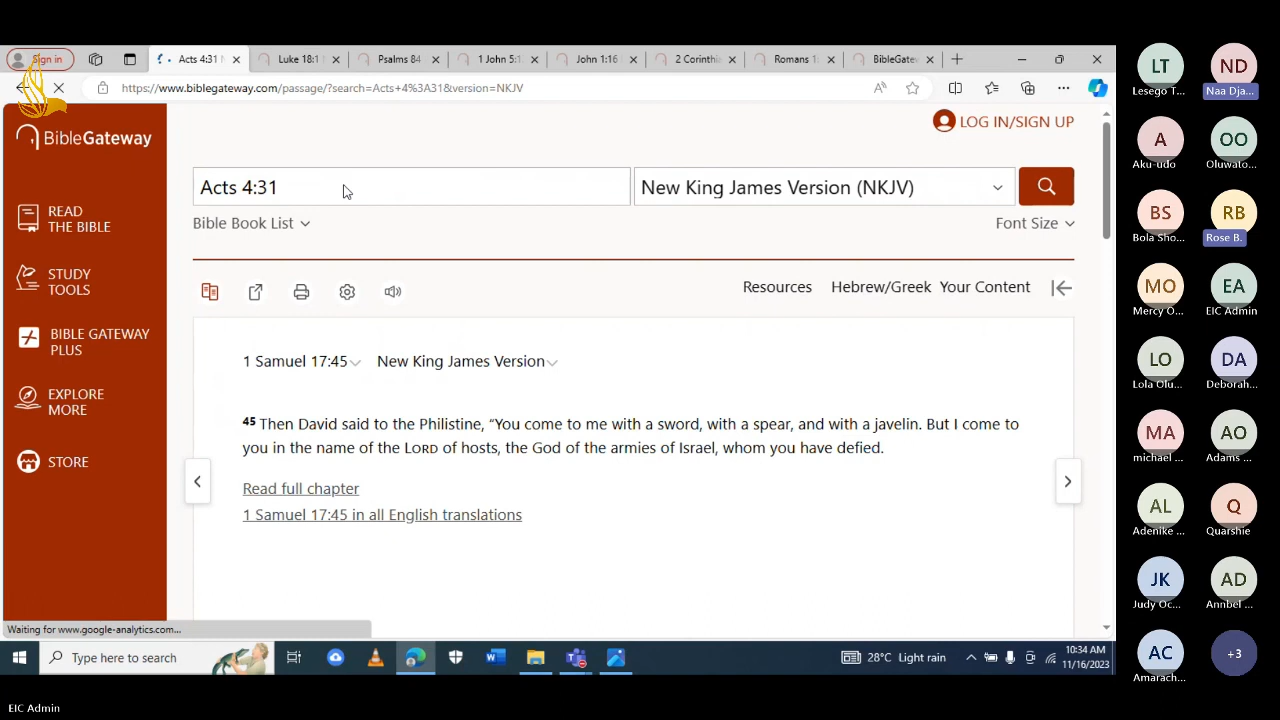 Sign in
Acts 4:31
Luke 18:1
Psalms 84
1 John 5:1
John 1:16
2 Corinthi
Romans 1
BibleGatew
https://www.biblegateway.com/passage/?search=Acts+4%3A31&version=NKJV
BibleGateway
LOG IN/SIGN UP
Acts 4:31
New King James Version (NKJV)
Bible Book List
Font Size
READ
THE BIBLE
STUDY
TOOLS
BIBLE GATEWAY
PLUS
EXPLORE
MORE
STORE
Resources
Hebrew/Greek
Your Content
1 Samuel 17:45
New King James Version
45 Then David said to the Philistine, “You come to me with a sword, with a spear, and with a javelin. But I come to
you in the name of the LORD of hosts, the God of the armies of Israel, whom you have defied.
Read full chapter
1 Samuel 17:45 in all English translations
Waiting for www.google-analytics.com...
Type here to search
28°C Light rain
10:34 AM
11/16/2023
EIC Admin
LT
Lesego T...
ND
Naa Dja...
A
Aku-udo
OO
Oluwato...
BS
Bola Sho...
RB
Rose B.
MO
Mercy O...
EA
EIC Admin
LO
Lola Olu...
DA
Deborah...
MA
michael ...
AO
Adams ...
AL
Adenike ...
Q
Quarshie
JK
Judy Oc...
AD
Annbel ...
AC
Amarach...
+3